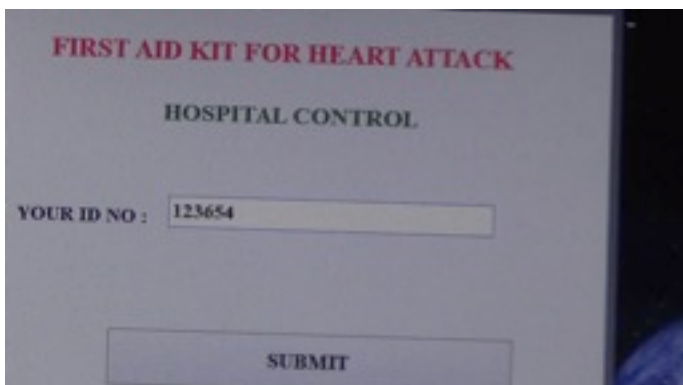 FIRST AID KIT FOR HEART ATTACK
HOSPITAL CONTROL
YOUR ID NO : 123654
SUBMIT